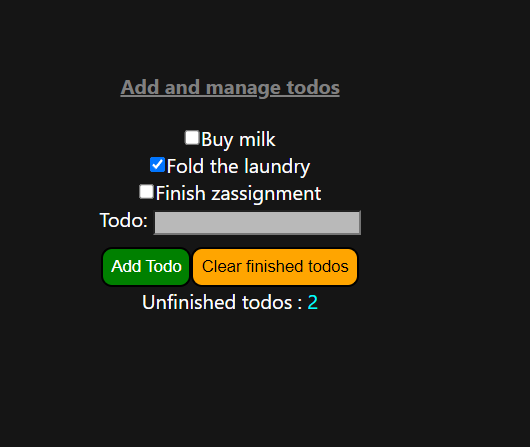 Add and manage todos
Buy milk
Fold the laundry
Finish zassignment
Todo:
Add Todo Clear finished todos
Unfinished todos : 2